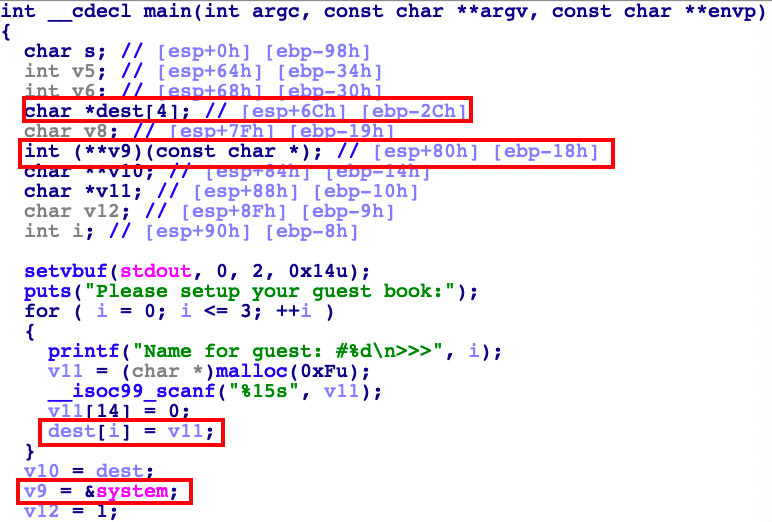 int __cdecl main(int argc, const char **argv, const char **envp)
{
char s; // [esp+0h] [ebp-98h]
int v5; // [esp+64h] [ebp-34h]
int v6; // [esp+68h] [ebp-30h]
char *dest[4]; // [esp+6Ch] [ebp-2Ch]
char v8; // [esp+7Fh] [ebp-19h]
int (**v9)(const char *); // [esp+80h] [ebp-18h]
char **v10; // [esp+84h] [ebp-14h]
char *v11; // [esp+88h] [ebp-10h]
char v12; // [esp+8Fh] [ebp-9h]
int i; // [esp+90h] [ebp-8h]
setvbuf(stdout, 0, 2, 0x14u);
puts("Please setup your guest book:");
for ( i = 0; i <= 3; ++i )
{
printf("Name for guest: #%d\n>>>", i);
v11 = (char *)malloc(0xFu);
__isoc99_scanf("%15s", v11);
v11[14] = 0;
dest[i] = v11;
}
v10 = dest;
v9 = &system;
v12 = 1;